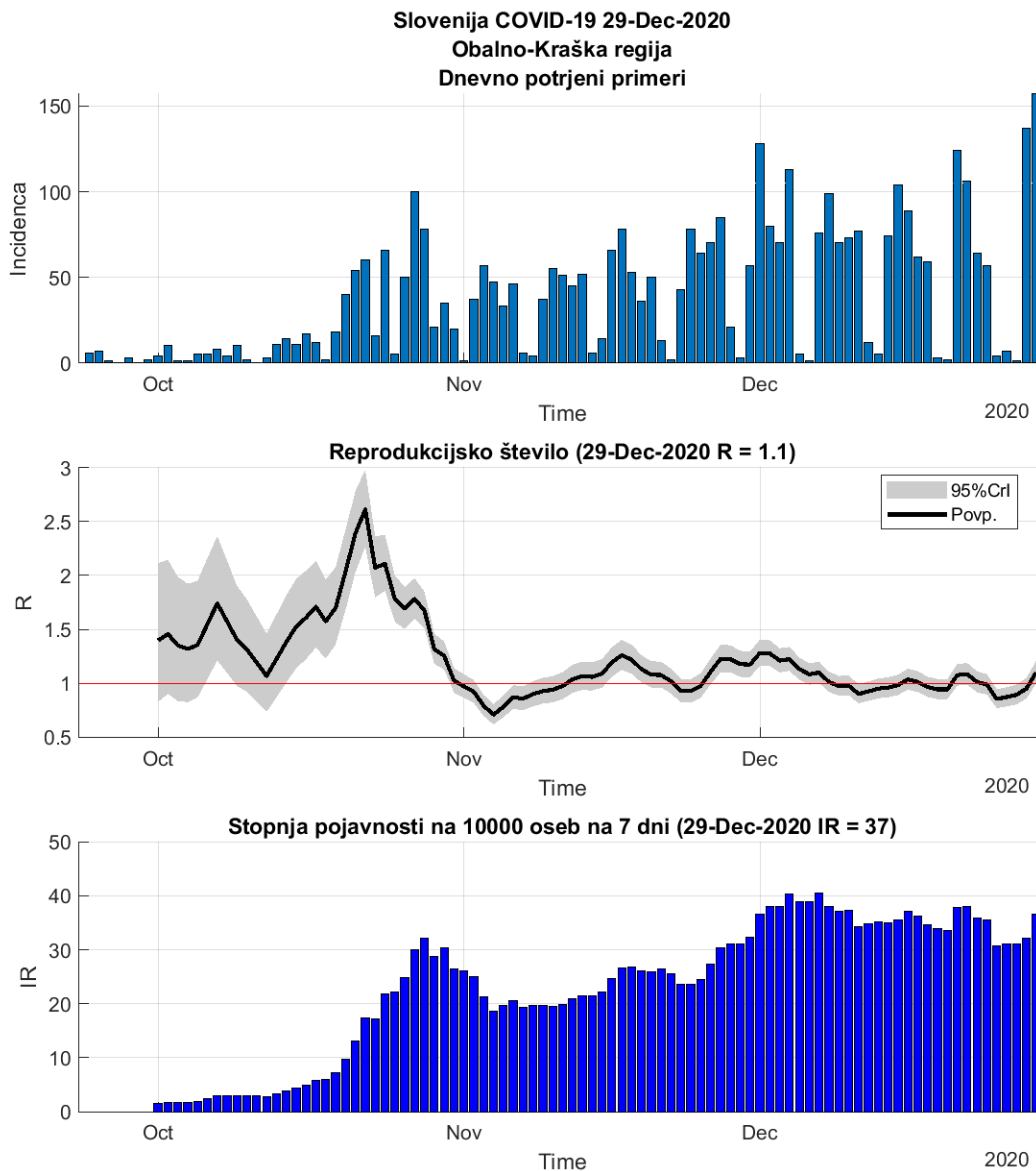 Slovenija COVID-19 29-Dec-2020
Obalno-Kraška regija
Dnevno potrjeni primeri
150
100
50
0
Incidenca
Oct
Nov
Dec
Time
2020
Reprodukcijsko število (29-Dec-2020 R = 1.1)
3
2.5
2
1.5
1
0.5
R
95%CrI
Povp.
Oct
Nov
Dec
Time
2020
Stopnja pojavnosti na 10000 oseb na 7 dni (29-Dec-2020 IR = 37)
50
40
30
20
10
0
IR
Oct
Nov
Dec
Time
2020